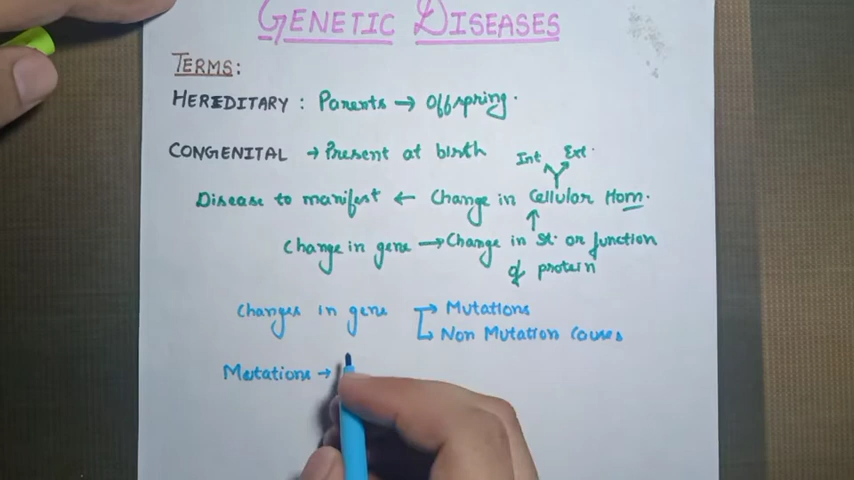 GENETIC DISEASES
TERMS:
HEREDITARY : Parents → Offspring.
CONGENITAL → Present at birth
Int Ext.
Disease to manifest ← Change in Cellular Hom.
Change in gene → Change in St. or function
of protein
Changes in gene → Mutations
→ Non Mutation Causes
Mutations →